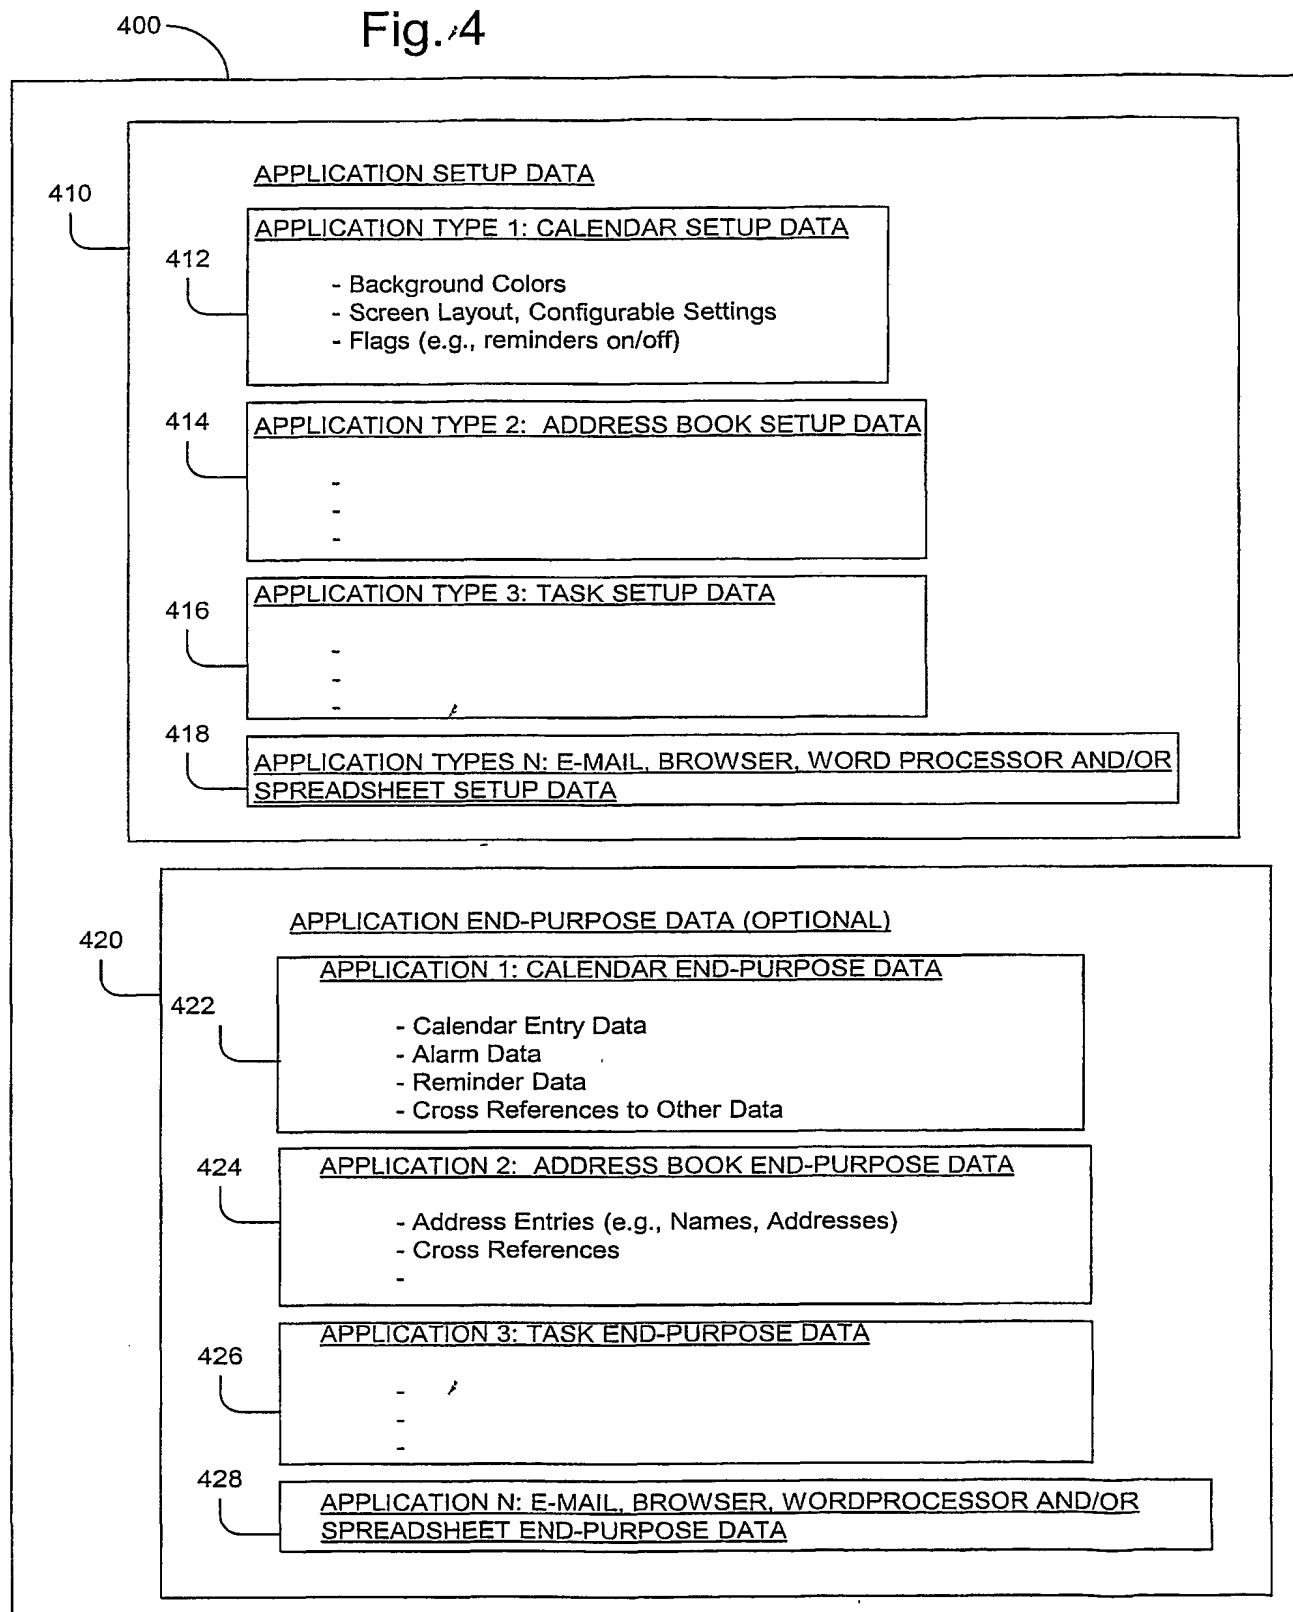 400
Fig. 4
410
APPLICATION SETUP DATA
412
APPLICATION TYPE 1: CALENDAR SETUP DATA
- Background Colors
- Screen Layout, Configurable Settings
- Flags (e.g., reminders on/off)
414
APPLICATION TYPE 2: ADDRESS BOOK SETUP DATA
-
-
-
416
APPLICATION TYPE 3: TASK SETUP DATA
-
-
-
418
APPLICATION TYPES N: E-MAIL, BROWSER, WORD PROCESSOR AND/OR
SPREADSHEET SETUP DATA
420
APPLICATION END-PURPOSE DATA (OPTIONAL)
422
APPLICATION 1: CALENDAR END-PURPOSE DATA
- Calendar Entry Data
- Alarm Data
- Reminder Data
- Cross References to Other Data
424
APPLICATION 2: ADDRESS BOOK END-PURPOSE DATA
- Address Entries (e.g., Names, Addresses)
- Cross References
-
426
APPLICATION 3: TASK END-PURPOSE DATA
-
-
-
428
APPLICATION N: E-MAIL, BROWSER, WORDPROCESSOR AND/OR
SPREADSHEET END-PURPOSE DATA